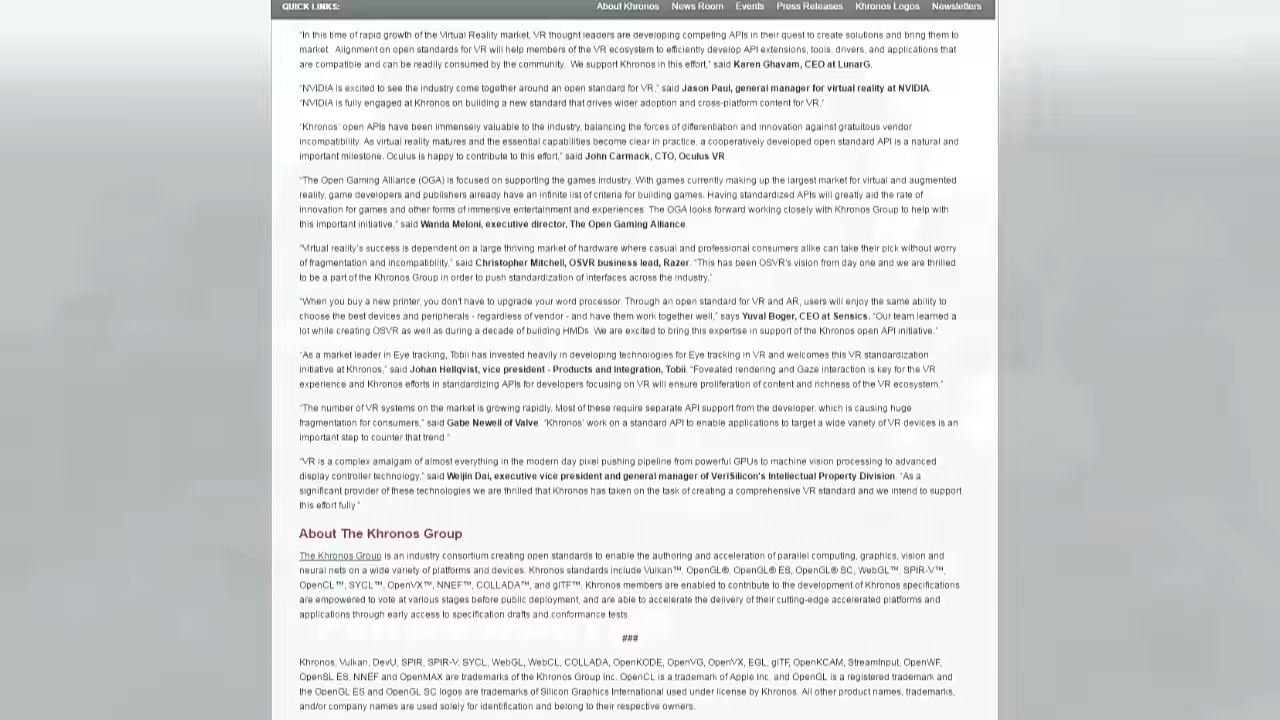 QUICK LINKS: About Khronos News Room Events Press Releases Khronos Logos Newsletters
"In this time of rapid growth of the Virtual Reality market, VR thought leaders are developing competing APIs in their quest to create solutions and bring them to
market. Alignment on open standards for VR will help members of the VR ecosystem to efficiently develop API extensions, tools, drivers, and applications that
are compatible and can be readily consumed by the community. We support Khronos in this effort," said Karen Ghavam, CEO at LunarG.
"NVIDIA is excited to see the industry come together around an open standard for VR," said Jason Paul, general manager for virtual reality at NVIDIA.
"NVIDIA is fully engaged at Khronos on building a new standard that drives wider adoption and cross-platform content for VR."
"Khronos' open APIs have been immensely valuable to the industry, balancing the forces of differentiation and innovation against gratuitous vendor
incompatibility. As virtual reality matures and the essential capabilities become clear in practice, a cooperatively developed open standard API is a natural and
important milestone. Oculus is happy to contribute to this effort," said John Carmack, CTO, Oculus VR.
"The Open Gaming Alliance (OGA) is focused on supporting the games industry. With games currently making up the largest market for virtual and augmented
reality, game developers and publishers already have an infinite list of criteria for building games. Having standardized APIs will greatly aid the rate of
innovation for games and other forms of immersive entertainment and experiences. The OGA looks forward working closely with Khronos Group to help with
this important initiative," said Wanda Meloni, executive director, The Open Gaming Alliance.
"Virtual reality's success is dependent on a large thriving market of hardware where casual and professional consumers alike can take their pick without worry
of fragmentation and incompatibility," said Christopher Mitchell, OSVR business lead, Razer. "This has been OSVR's vision from day one and we are thrilled
to be a part of the Khronos Group in order to push standardization of interfaces across the industry."
"When you buy a new printer, you don't have to upgrade your word processor. Through an open standard for VR and AR, users will enjoy the same ability to
choose the best devices and peripherals - regardless of vendor - and have them work together well," says Yuval Boger, CEO at Sensics. "Our team learned a
lot while creating OSVR as well as during a decade of building HMDs. We are excited to bring this expertise in support of the Khronos open API initiative."
"As a market leader in Eye tracking, Tobii has invested heavily in developing technologies for Eye tracking in VR and welcomes this VR standardization
initiative at Khronos," said Johan Hellqvist, vice president - Products and Integration, Tobii. "Foveated rendering and Gaze interaction is key for the VR
experience and Khronos efforts in standardizing APIs for developers focusing on VR will ensure proliferation of content and richness of the VR ecosystem."
"The number of VR systems on the market is growing rapidly. Most of these require separate API support from the developer, which is causing huge
fragmentation for consumers," said Gabe Newell of Valve. "Khronos' work on a standard API to enable applications to target a wide variety of VR devices is an
important step to counter that trend."
"VR is a complex amalgam of almost everything in the modern day pixel pushing pipeline from powerful GPUs to machine vision processing to advanced
display controller technology," said Weijin Dai, executive vice president and general manager of VeriSilicon's Intellectual Property Division. "As a
significant provider of these technologies we are thrilled that Khronos has taken on the task of creating a comprehensive VR standard and we intend to support
this effort fully."
About The Khronos Group
The Khronos Group is an industry consortium creating open standards to enable the authoring and acceleration of parallel computing, graphics, vision and
neural nets on a wide variety of platforms and devices. Khronos standards include Vulkan™, OpenGL®, OpenGL® ES, OpenGL® SC, WebGL™, SPIR-V™,
OpenCL™, SYCL™, OpenVX™, NNEF™, COLLADA™, and glTF™. Khronos members are enabled to contribute to the development of Khronos specifications,
are empowered to vote at various stages before public deployment, and are able to accelerate the delivery of their cutting-edge accelerated platforms and
applications through early access to specification drafts and conformance tests.
###
Khronos, Vulkan, DevU, SPIR, SPIR-V, SYCL, WebGL, WebCL, COLLADA, OpenKODE, OpenVG, OpenVX, EGL, glTF, OpenKCAM, StreamInput, OpenWF,
OpenSL ES, NNEF and OpenMAX are trademarks of the Khronos Group Inc. OpenCL is a trademark of Apple Inc. and OpenGL is a registered trademark and
the OpenGL ES and OpenGL SC logos are trademarks of Silicon Graphics International used under license by Khronos. All other product names, trademarks,
and/or company names are used solely for identification and belong to their respective owners.